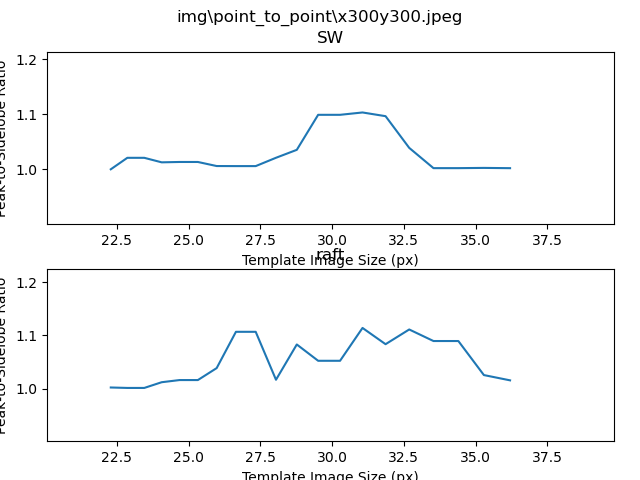 img\point_to_point\x300y300.jpeg
SW
1.2
1.1
1.0
Peak-to-Sidelobe Ratio
22.5 25.0 27.5 30.0 32.5 35.0 37.5
Template Image Size (px)
raft
1.2
1.1
1.0
Peak-to-Sidelobe Ratio
22.5 25.0 27.5 30.0 32.5 35.0 37.5
Template Image Size (px)